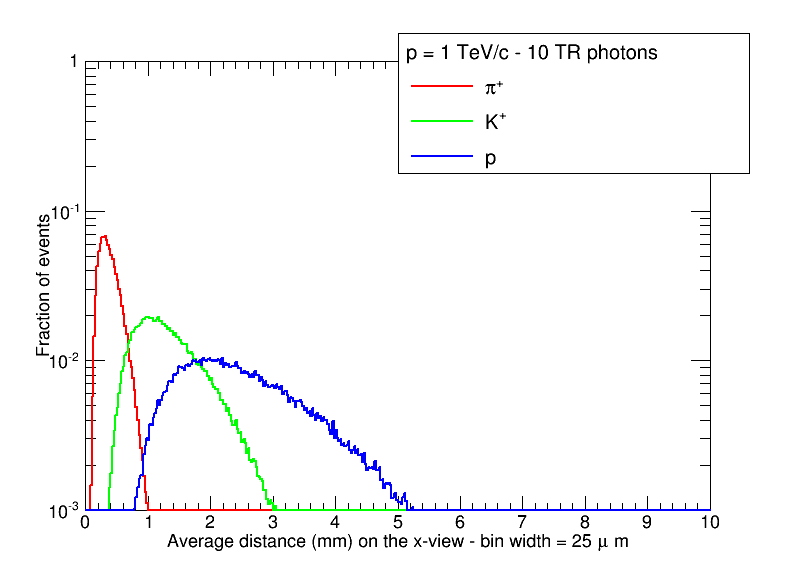 p = 1 TeV/c - 10 TR photons
π⁺
K⁺
p
1
10⁻¹
10⁻²
10⁻³
Fraction of events
0 1 2 3 4 5 6 7 8 9 10
Average distance (mm) on the x-view - bin width = 25 μ m